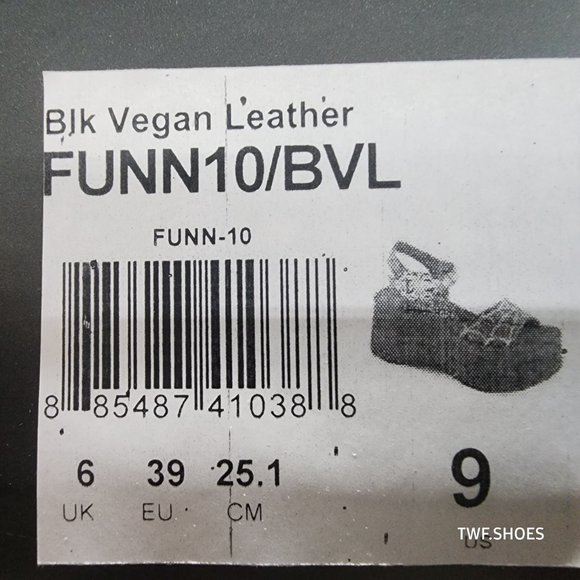 Blk Vegan Leather
FUNN10/BVL
FUNN-10
8 85487 41038 8
6 39 25.1
UK EU CM
9
US
TWF.SHOES